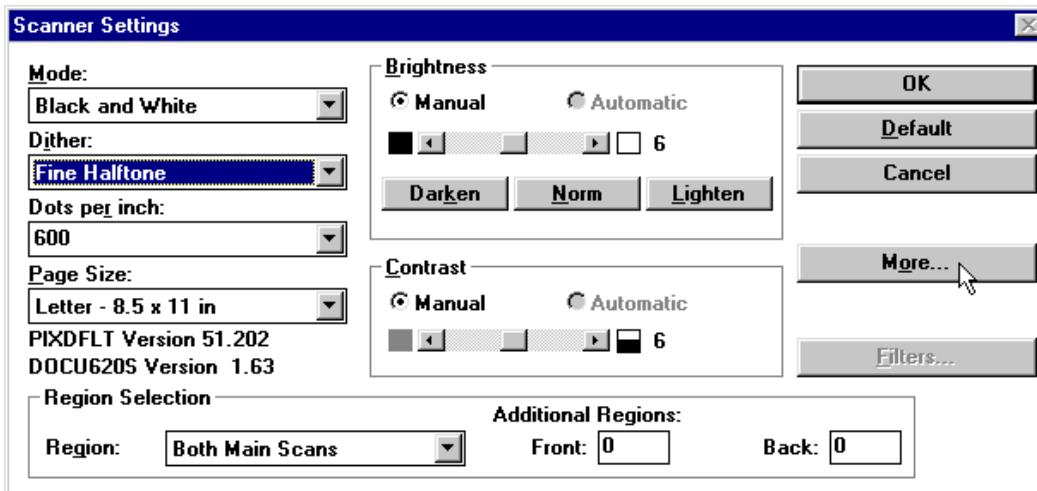 Scanner Settings
Mode:
Black and White
Dither:
Fine Halftone
Dots per inch:
600
Page Size:
Letter - 8.5 x 11 in
PIXDFLT Version 51.202
DOCU620S Version 1.63
Brightness
Manual Automatic
6
Darken Norm Lighten
Contrast
Manual Automatic
6
OK
Default
Cancel
More...
Filters...
Region Selection
Additional Regions:
Region: Both Main Scans Front: 0 Back: 0